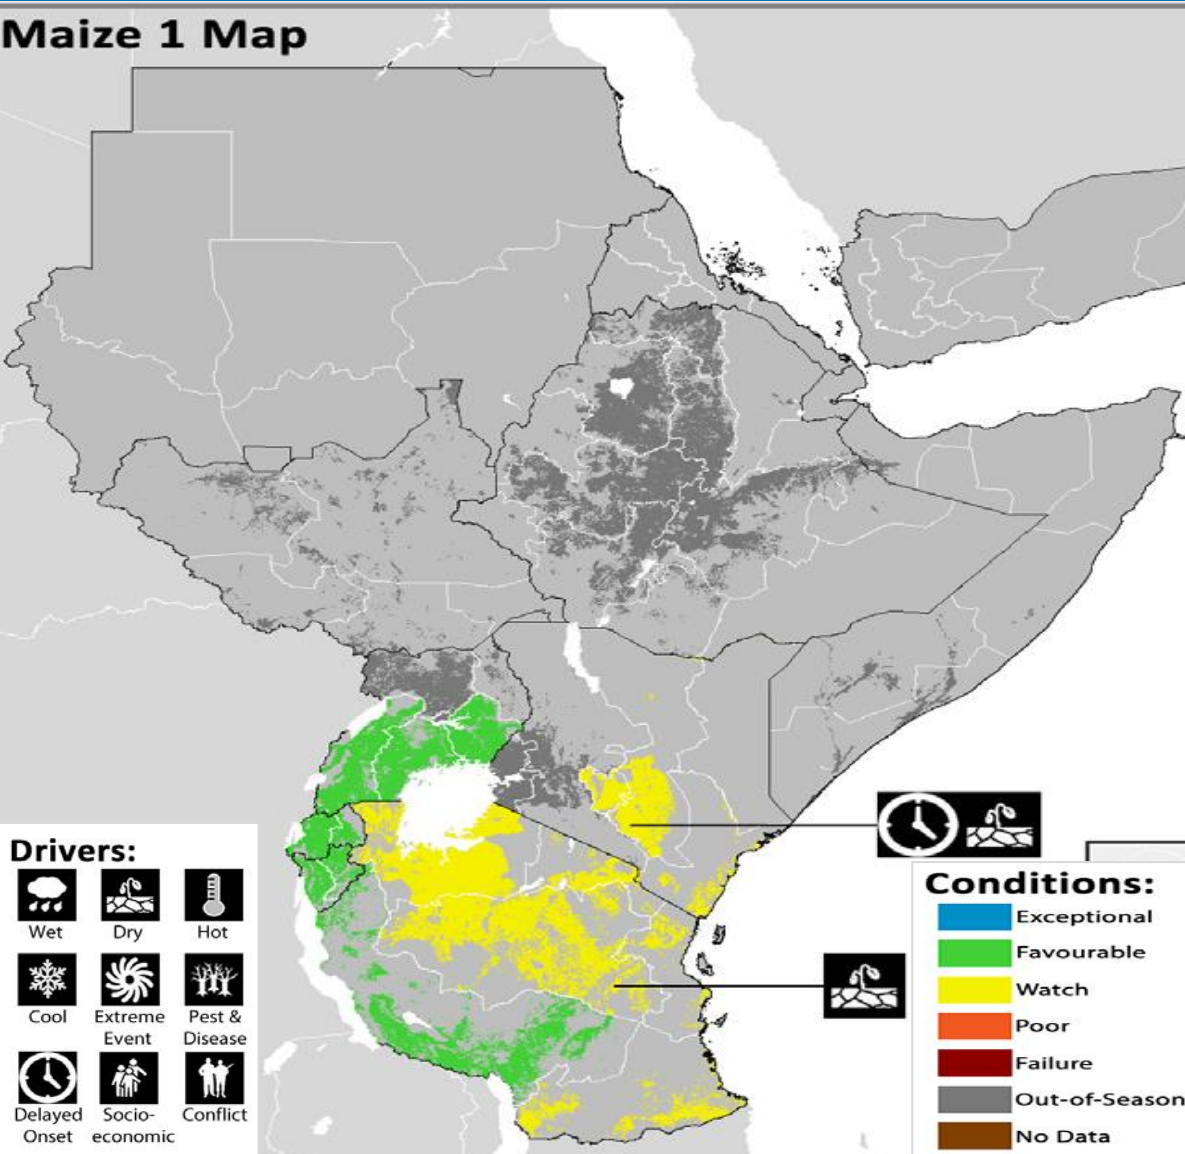 Maize 1 Map
Drivers:
Wet
Dry
Hot
Cool
Extreme
Event
Pest &
Disease
Delayed
Onset
Socio-
economic
Conflict
Conditions:
Exceptional
Favourable
Watch
Poor
Failure
Out-of-Season
No Data